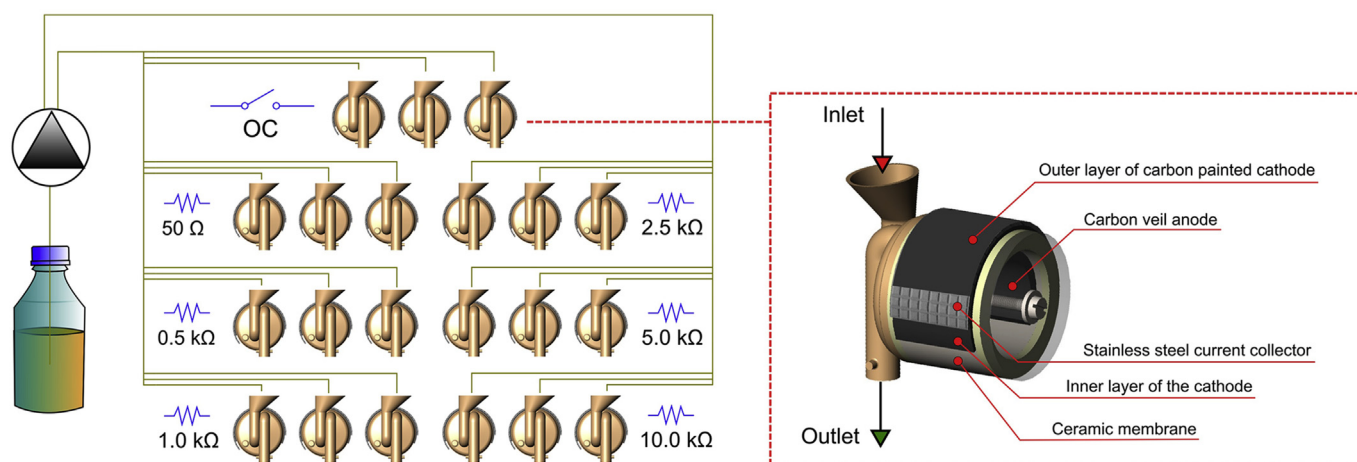 OC
50 Ω
2.5 kΩ
0.5 kΩ
5.0 kΩ
1.0 kΩ
10.0 kΩ
Inlet
Outer layer of carbon painted cathode
Carbon veil anode
Stainless steel current collector
Inner layer of the cathode
Ceramic membrane
Outlet